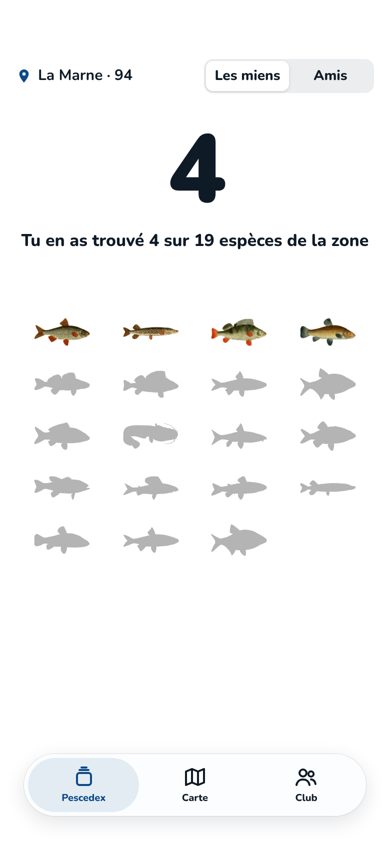 La Marne · 94
Les miens
Amis
4
Tu en as trouvé 4 sur 19 espèces de la zone
Pescedex
Carte
Club